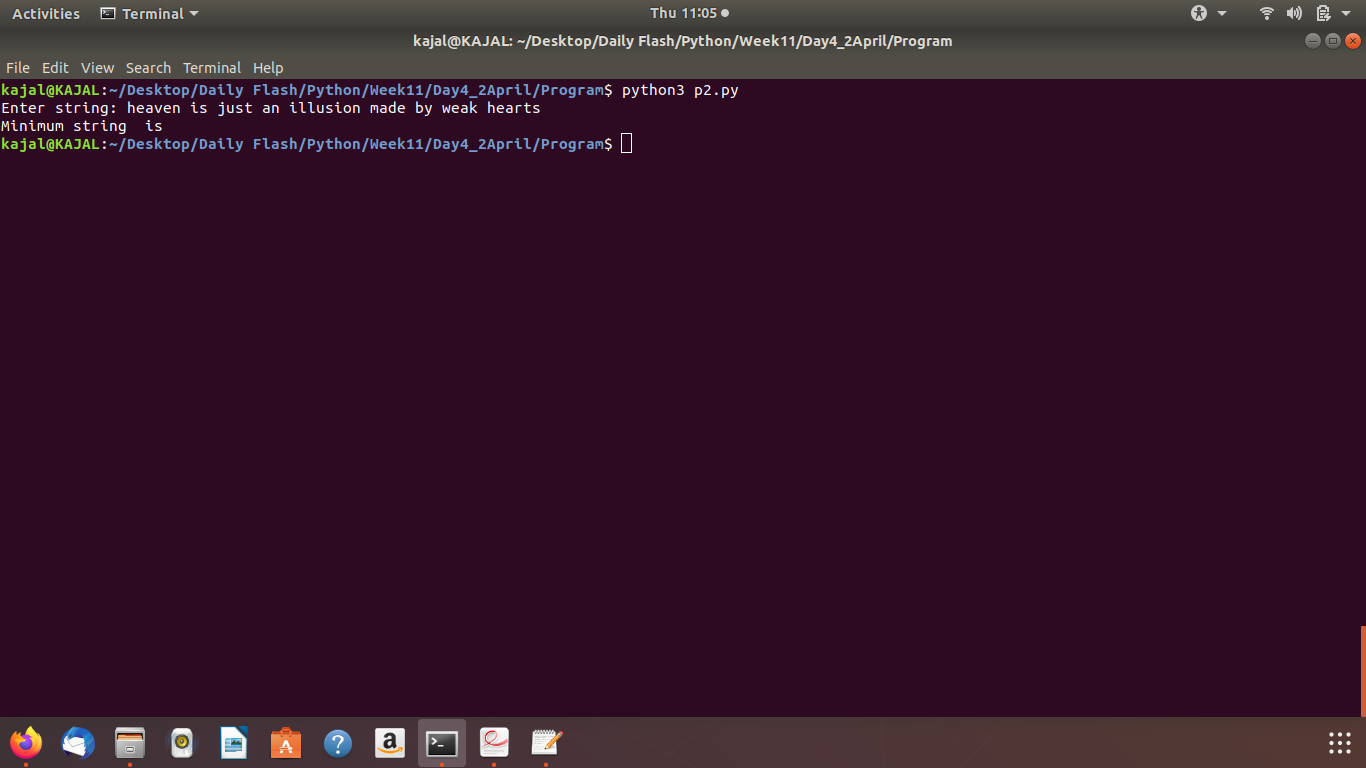 Activities Terminal Thu 11:05
kajal@KAJAL: ~/Desktop/Daily Flash/Python/Week11/Day4_2April/Program
File Edit View Search Terminal Help
kajal@KAJAL:~/Desktop/Daily Flash/Python/Week11/Day4_2April/Program$ python3 p2.py
Enter string: heaven is just an illusion made by weak hearts
Minimum string  is
kajal@KAJAL:~/Desktop/Daily Flash/Python/Week11/Day4_2April/Program$